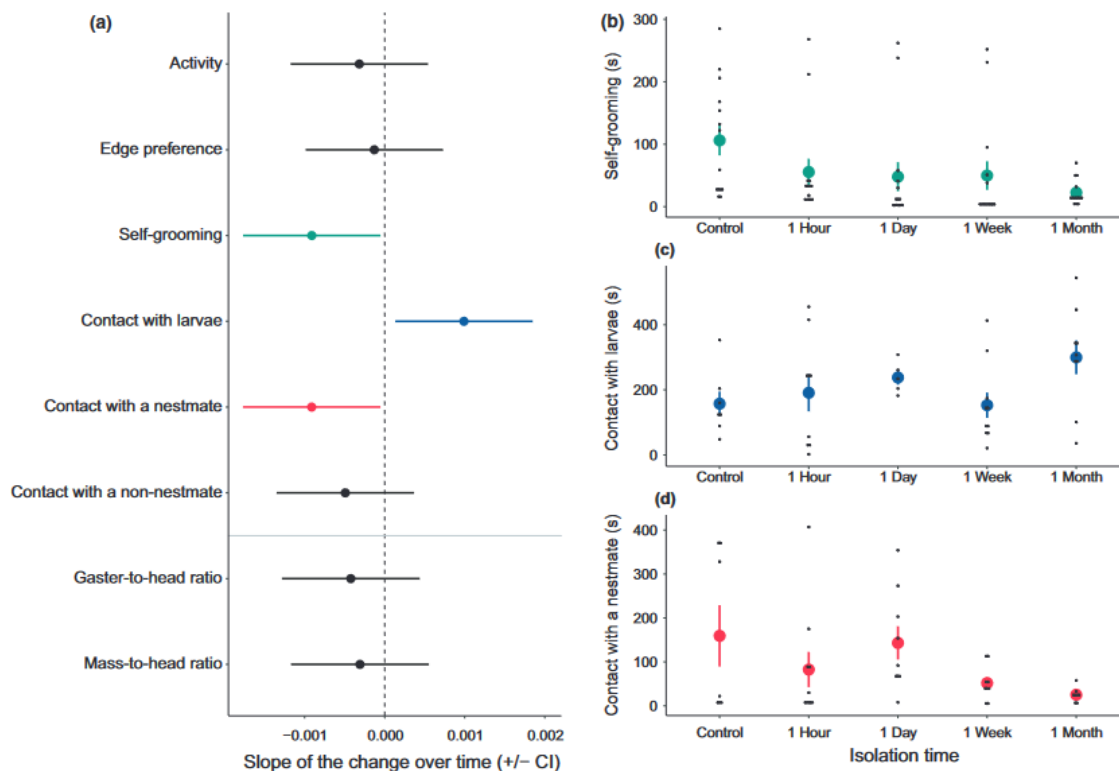 (a)
Activity
Edge preference
Self-grooming
Contact with larvae
Contact with a nestmate
Contact with a non-nestmate
Gaster-to-head ratio
Mass-to-head ratio
−0.001 0.000 0.001 0.002
Slope of the change over time (+/− CI)
(b)
300
200
100
0
Self-grooming (s)
Control 1 Hour 1 Day 1 Week 1 Month
(c)
400
200
0
Contact with larvae (s)
Control 1 Hour 1 Day 1 Week 1 Month
(d)
400
300
200
100
0
Contact with a nestmate (s)
Control 1 Hour 1 Day 1 Week 1 Month
Isolation time